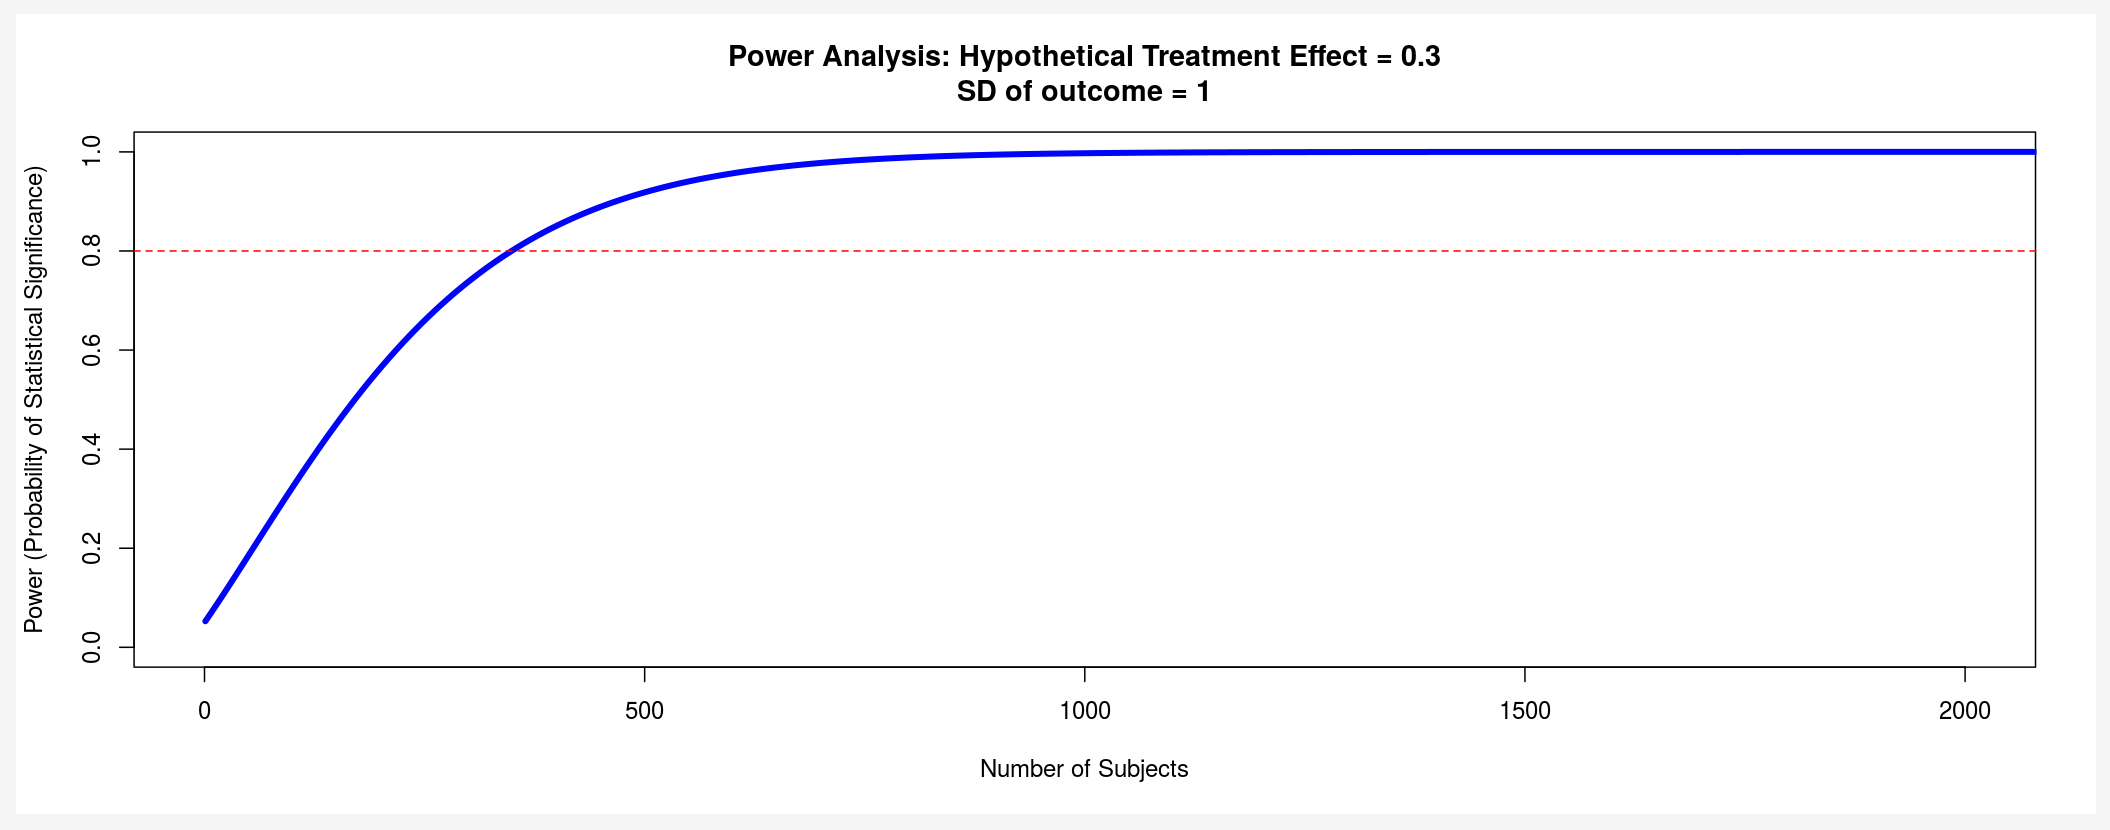 Power Analysis: Hypothetical Treatment Effect = 0.3
SD of outcome = 1
Power (Probability of Statistical Significance)
1.0
0.8
0.6
0.4
0.2
0.0
0 500 1000 1500 2000
Number of Subjects